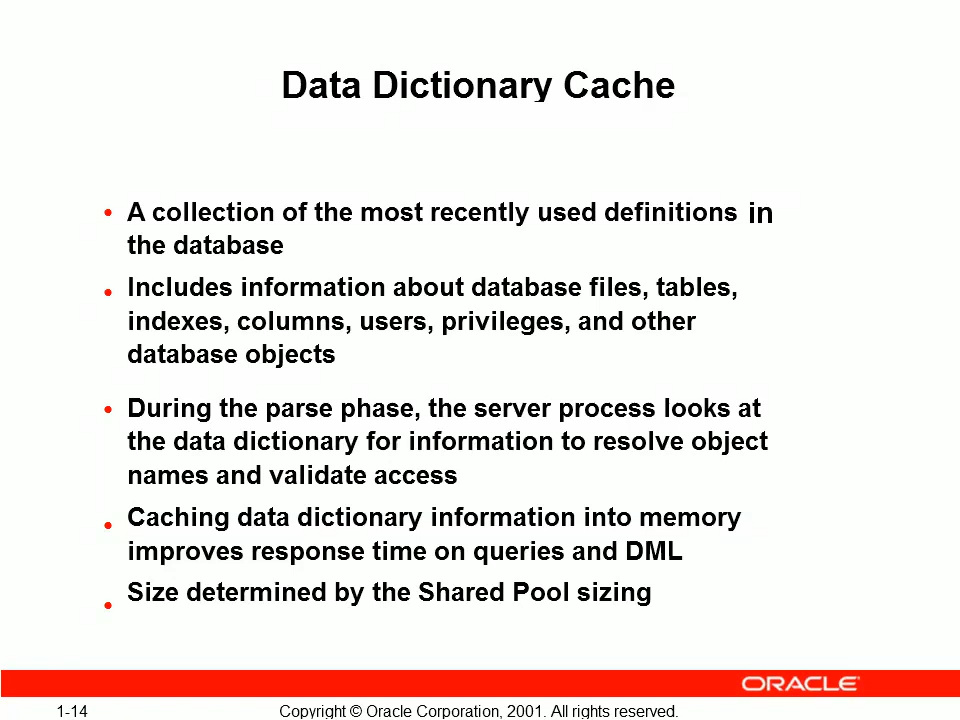 Data Dictionary Cache
• A collection of the most recently used definitions in
the database
• Includes information about database files, tables,
indexes, columns, users, privileges, and other
database objects
• During the parse phase, the server process looks at
the data dictionary for information to resolve object
names and validate access
• Caching data dictionary information into memory
improves response time on queries and DML
• Size determined by the Shared Pool sizing
ORACLE
1-14 Copyright © Oracle Corporation, 2001. All rights reserved.